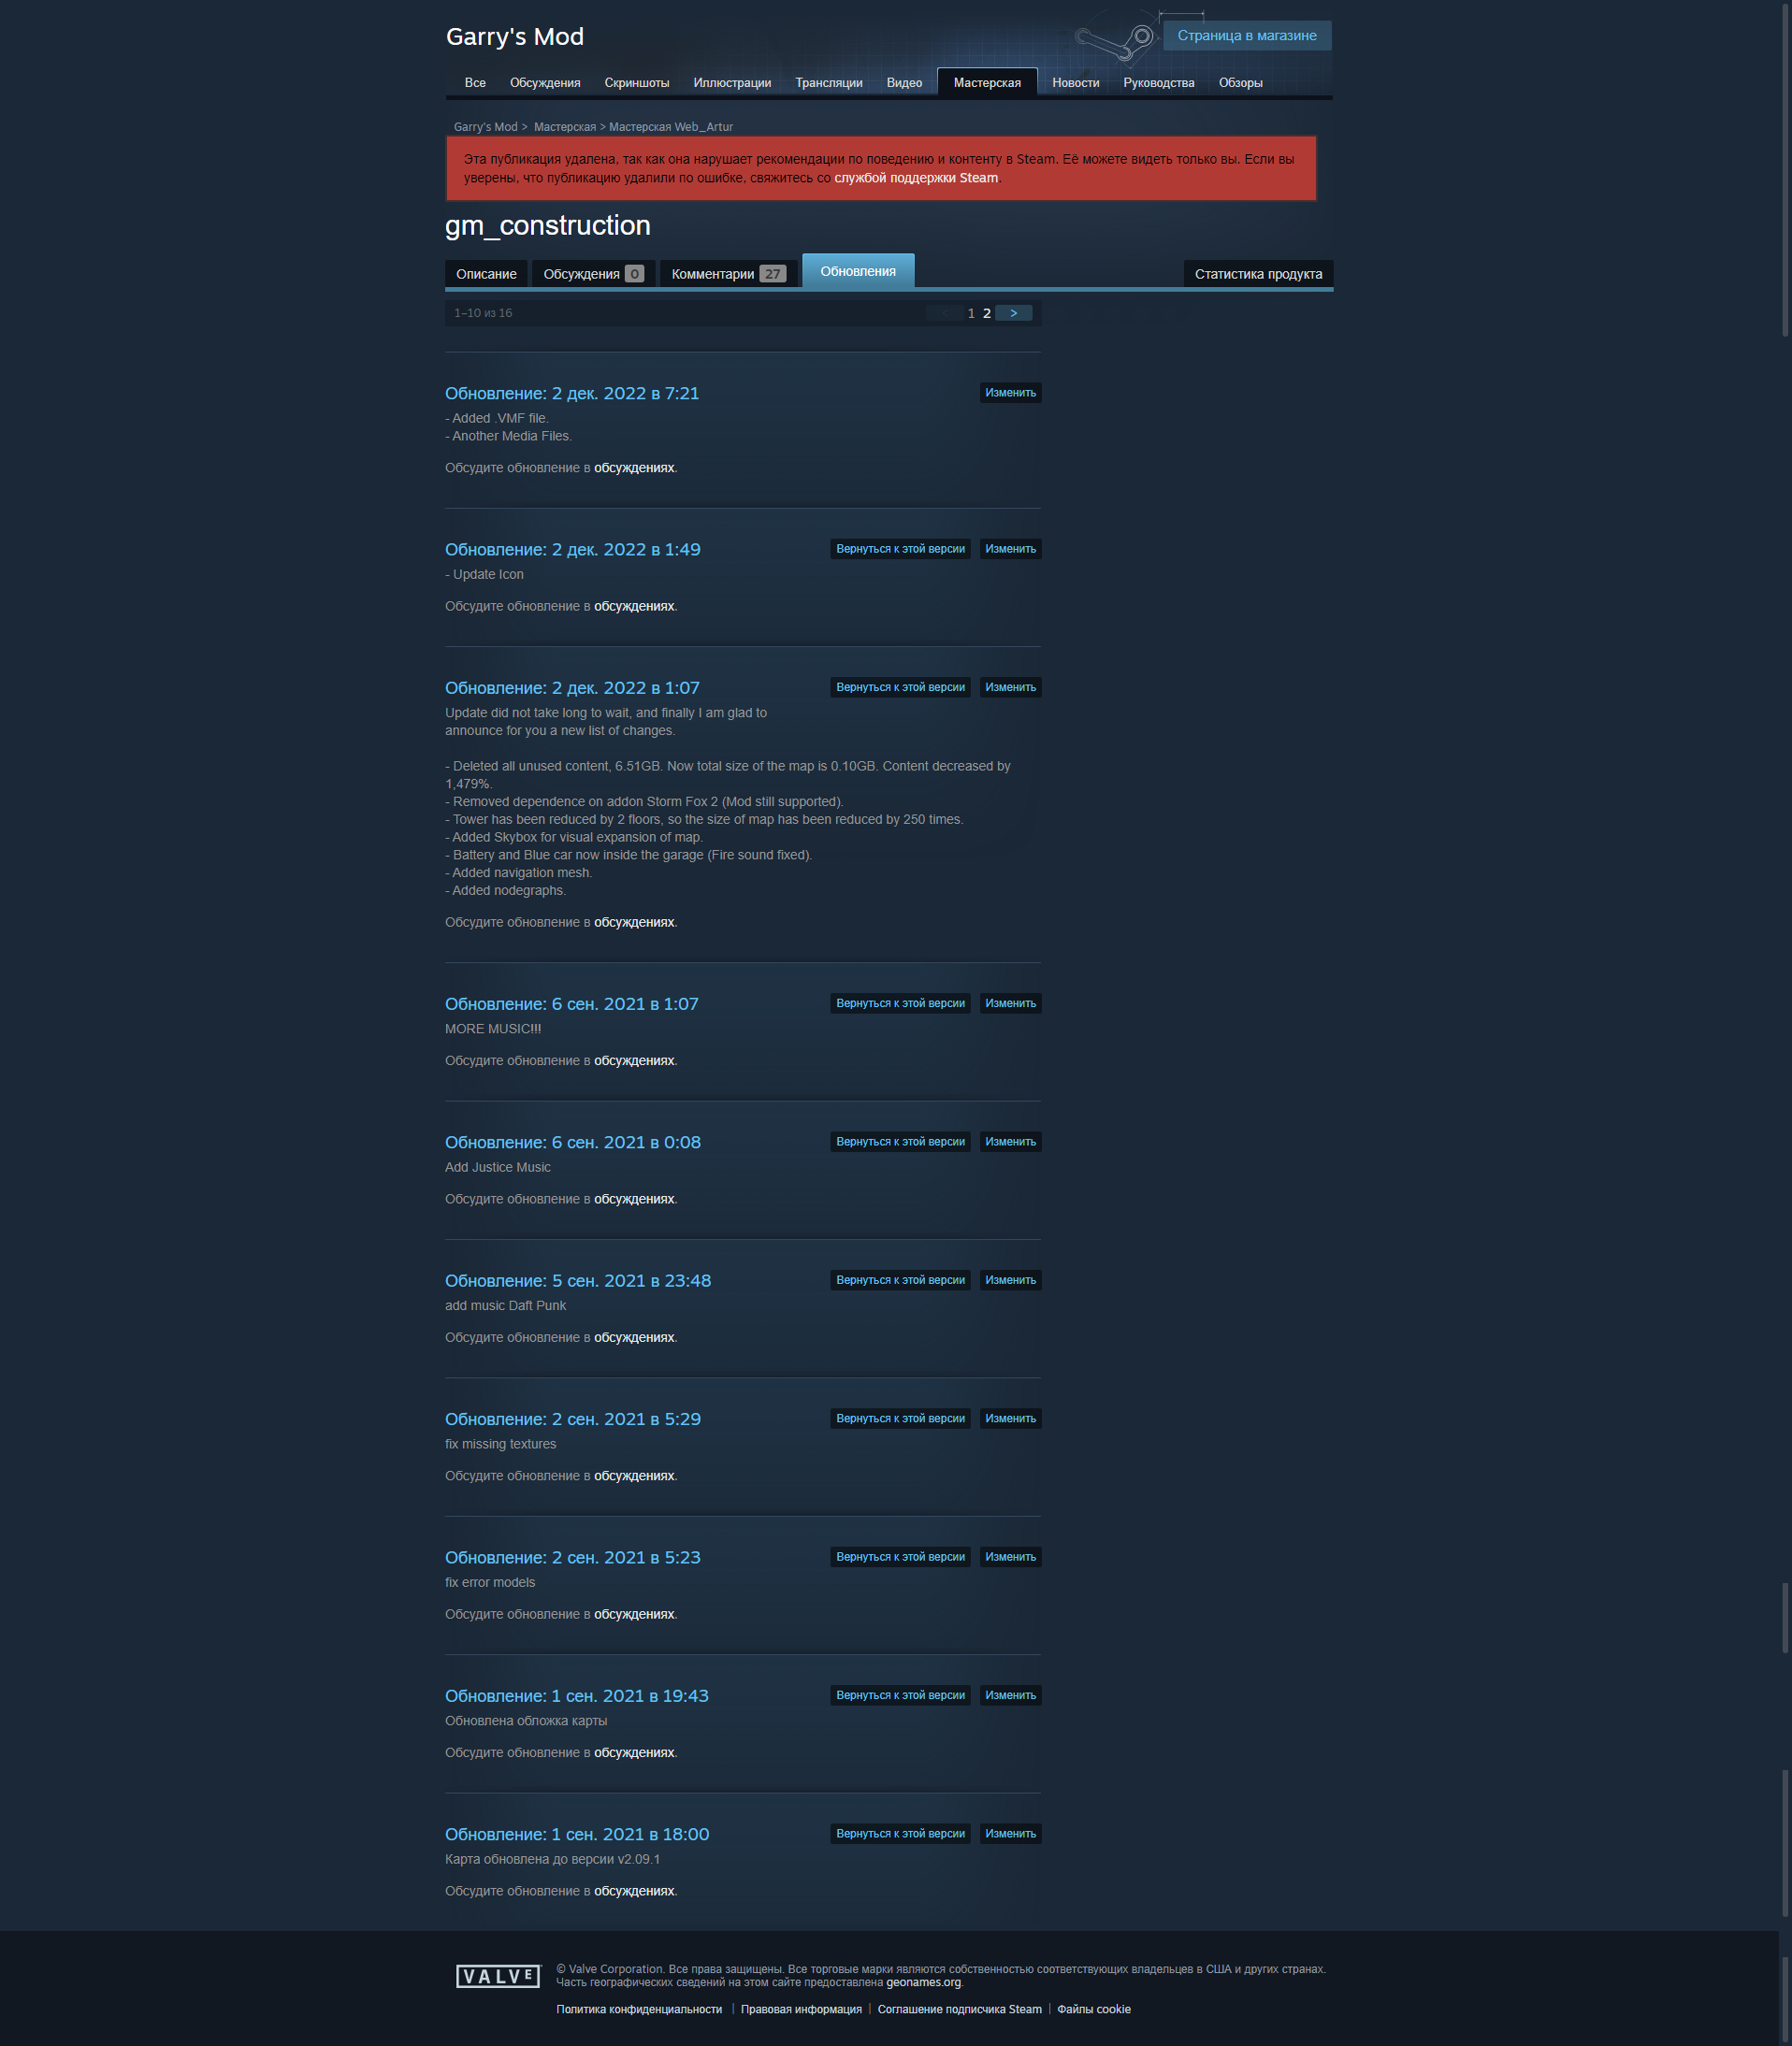 Garry's Mod
Страница в магазине
Все Обсуждения Скриншоты Иллюстрации Трансляции Видео Мастерская Новости Руководства Обзоры
Garry's Mod > Мастерская > Мастерская Web_Artur
Эта публикация удалена, так как она нарушает рекомендации по поведению и контенту в Steam. Её можете видеть только вы. Если вы
уверены, что публикацию удалили по ошибке, свяжитесь со службой поддержки Steam.
gm_construction
Описание Обсуждения 0 Комментарии 27 Обновления Статистика продукта
1–10 из 16 < 1 2 >
Обновление: 2 дек. 2022 в 7:21 Изменить
- Added .VMF file.
- Another Media Files.
Обсудите обновление в обсуждениях.
Обновление: 2 дек. 2022 в 1:49 Вернуться к этой версии Изменить
- Update Icon
Обсудите обновление в обсуждениях.
Обновление: 2 дек. 2022 в 1:07 Вернуться к этой версии Изменить
Update did not take long to wait, and finally I am glad to
announce for you a new list of changes.
- Deleted all unused content, 6.51GB. Now total size of the map is 0.10GB. Content decreased by
1,479%.
- Removed dependence on addon Storm Fox 2 (Mod still supported).
- Tower has been reduced by 2 floors, so the size of map has been reduced by 250 times.
- Added Skybox for visual expansion of map.
- Battery and Blue car now inside the garage (Fire sound fixed).
- Added navigation mesh.
- Added nodegraphs.
Обсудите обновление в обсуждениях.
Обновление: 6 сен. 2021 в 1:07 Вернуться к этой версии Изменить
MORE MUSIC!!!
Обсудите обновление в обсуждениях.
Обновление: 6 сен. 2021 в 0:08 Вернуться к этой версии Изменить
Add Justice Music
Обсудите обновление в обсуждениях.
Обновление: 5 сен. 2021 в 23:48 Вернуться к этой версии Изменить
add music Daft Punk
Обсудите обновление в обсуждениях.
Обновление: 2 сен. 2021 в 5:29 Вернуться к этой версии Изменить
fix missing textures
Обсудите обновление в обсуждениях.
Обновление: 2 сен. 2021 в 5:23 Вернуться к этой версии Изменить
fix error models
Обсудите обновление в обсуждениях.
Обновление: 1 сен. 2021 в 19:43 Вернуться к этой версии Изменить
Обновлена обложка карты
Обсудите обновление в обсуждениях.
Обновление: 1 сен. 2021 в 18:00 Вернуться к этой версии Изменить
Карта обновлена до версии v2.09.1
Обсудите обновление в обсуждениях.
VALVE
© Valve Corporation. Все права защищены. Все торговые марки являются собственностью соответствующих владельцев в США и других странах.
Часть географических сведений на этом сайте предоставлена geonames.org.
Политика конфиденциальности | Правовая информация | Соглашение подписчика Steam | Файлы cookie